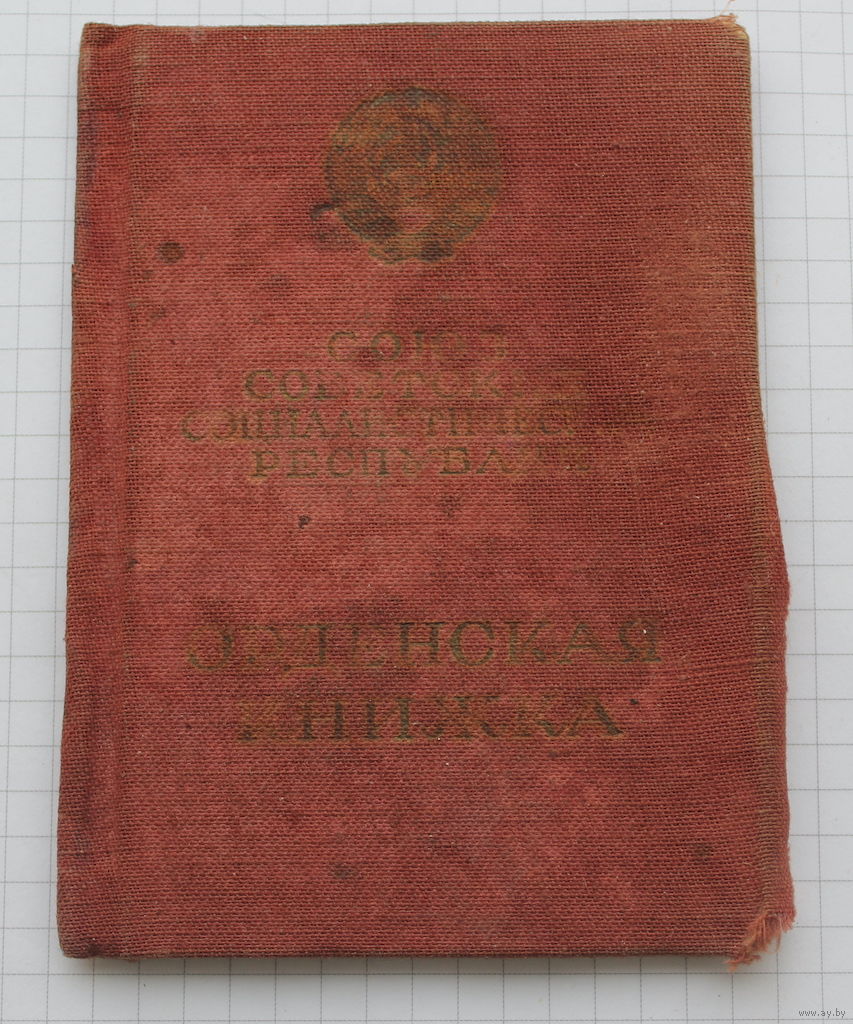 СОЮЗ
СОВЕТСКИХ
СОЦИАЛИСТИЧЕСКИХ
РЕСПУБЛИК
ОРДЕНСКАЯ
КНИЖКА
www.ay.by